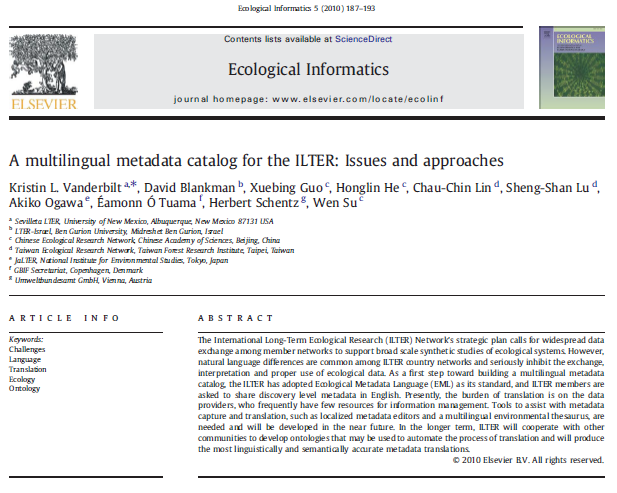 Ecological Informatics 5 (2010) 187–193
Contents lists available at ScienceDirect
Ecological Informatics
journal homepage: www.elsevier.com/locate/ecolinf
ELSEVIER
ECOLOGICAL
INFORMATICS
A multilingual metadata catalog for the ILTER: Issues and approaches
Kristin L. Vanderbilt a,*, David Blankman b, Xuebing Guo c, Honglin He c, Chau-Chin Lin d, Sheng-Shan Lu d,
Akiko Ogawa e, Éamonn Ó Tuama f, Herbert Schentz g, Wen Su c
a Sevilleta LTER, University of New Mexico, Albuquerque, New Mexico 87131 USA
b LTER-Israel, Ben Gurion University, Midreshet Ben Gurion, Israel
c Chinese Ecological Research Network, Chinese Academy of Sciences, Beijing, China
d Taiwan Ecological Research Network, Taiwan Forest Research Institute, Taipei, Taiwan
e JaLTER, National Institute for Environmental Studies, Tokyo, Japan
f GBIF Secretariat, Copenhagen, Denmark
g Umweltbundesamt GmbH, Vienna, Austria
ARTICLE INFO
Keywords:
Challenges
Language
Translation
Ecology
Ontology
ABSTRACT
The International Long-Term Ecological Research (ILTER) Network's strategic plan calls for widespread data
exchange among member networks to support broad scale synthetic studies of ecological systems. However,
natural language differences are common among ILTER country networks and seriously inhibit the exchange,
interpretation and proper use of ecological data. As a first step toward building a multilingual metadata
catalog, the ILTER has adopted Ecological Metadata Language (EML) as its standard, and ILTER members are
asked to share discovery level metadata in English. Presently, the burden of translation is on the data
providers, who frequently have few resources for information management. Tools to assist with metadata
capture and translation, such as localized metadata editors and a multilingual environmental thesaurus, are
needed and will be developed in the near future. In the longer term, ILTER will cooperate with other
communities to develop ontologies that may be used to automate the process of translation and will produce
the most linguistically and semantically accurate metadata translations.
© 2010 Elsevier B.V. All rights reserved.